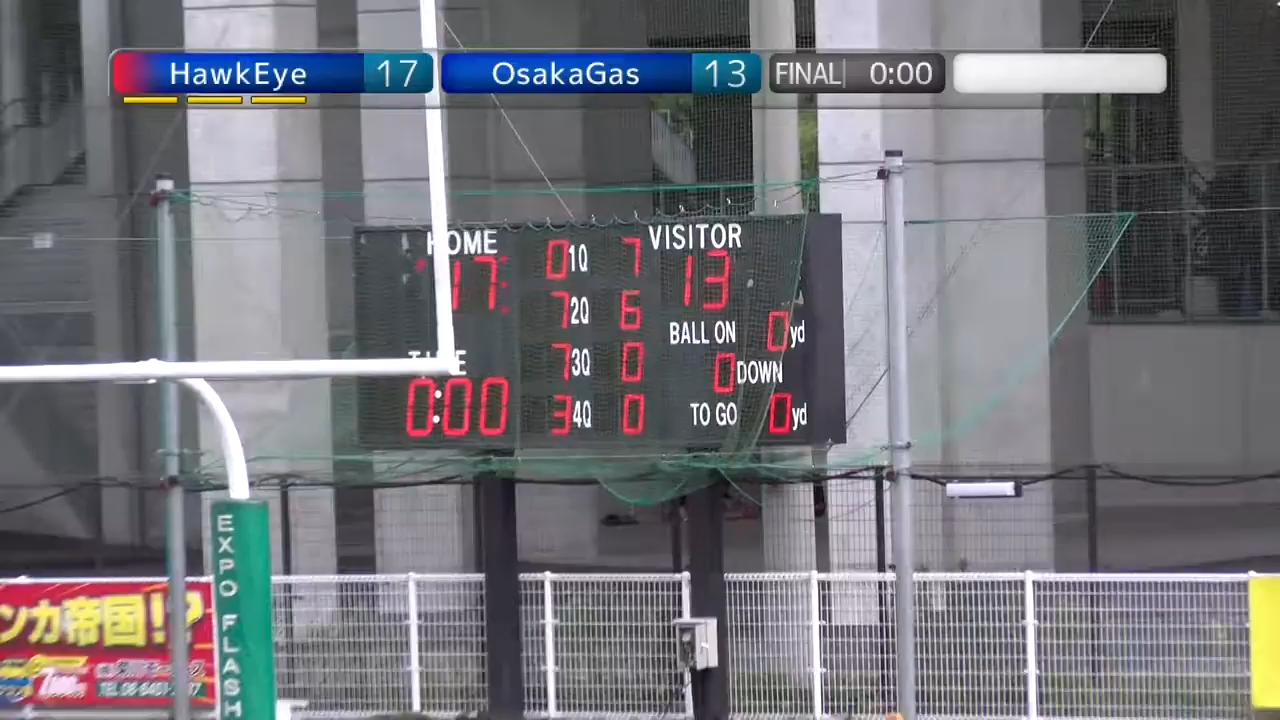 HawkEye 17 OsakaGas 13 FINAL 0:00
HOME 0 1Q 7 VISITOR
17 13
7 2Q 6 BALL ON 0 yd
TIME 7 3Q 0 0 DOWN
0:00 3 4Q 0 TO GO 0 yd
EXPO FLASH
ンカ帝国!?